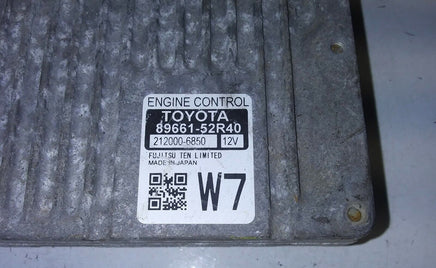 ENGINE CONTROL
TOYOTA
89661-52R40
212000-6850 12V
FUJITSU TEN LIMITED
MADE IN JAPAN
W7